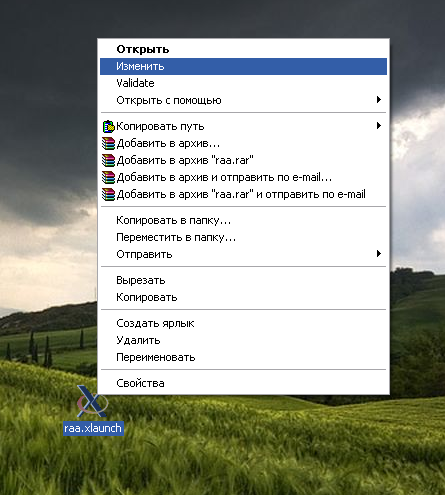 Открыть
Изменить
Validate
Открыть с помощью
Копировать путь
Добавить в архив...
Добавить в архив "raa.rar"
Добавить в архив и отправить по e-mail...
Добавить в архив "raa.rar" и отправить по e-mail
Копировать в папку...
Переместить в папку...
Отправить
Вырезать
Копировать
Создать ярлык
Удалить
Переименовать
Свойства
raa.xlaunch